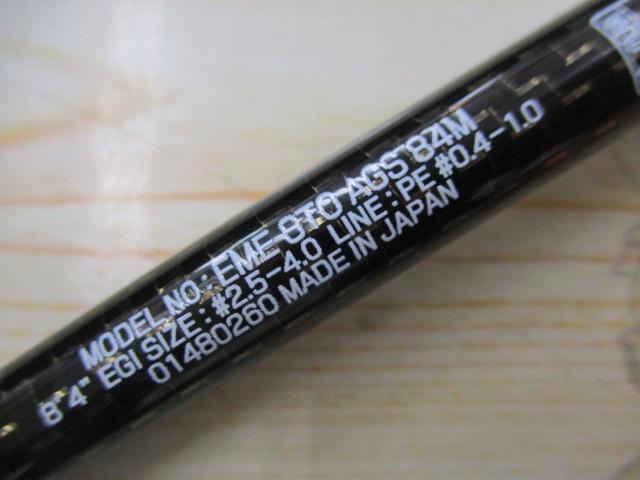 MODEL NO.: EME STO AGS 84M
8'4" EGI SIZE : #2.5-4.0 LINE : PE #0.4-1.0
01480260 MADE IN JAPAN